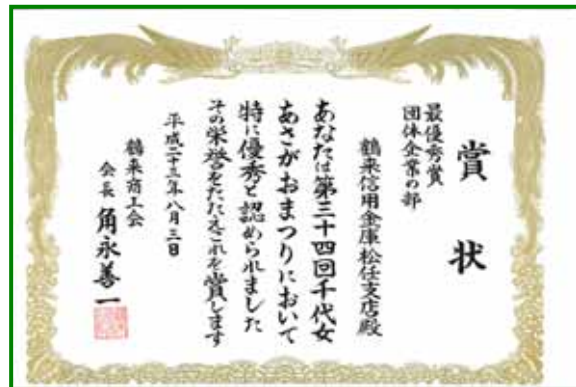 賞状
最優秀賞
団体企業の部
鶴来信用金庫松任支店殿
あなたは第三十四回千代女
あさがおまつりにおいて
特に優秀と認められました
その栄誉をたたえこれを賞します
平成二十三年八月三日
鶴来商工会
会長 角永善一